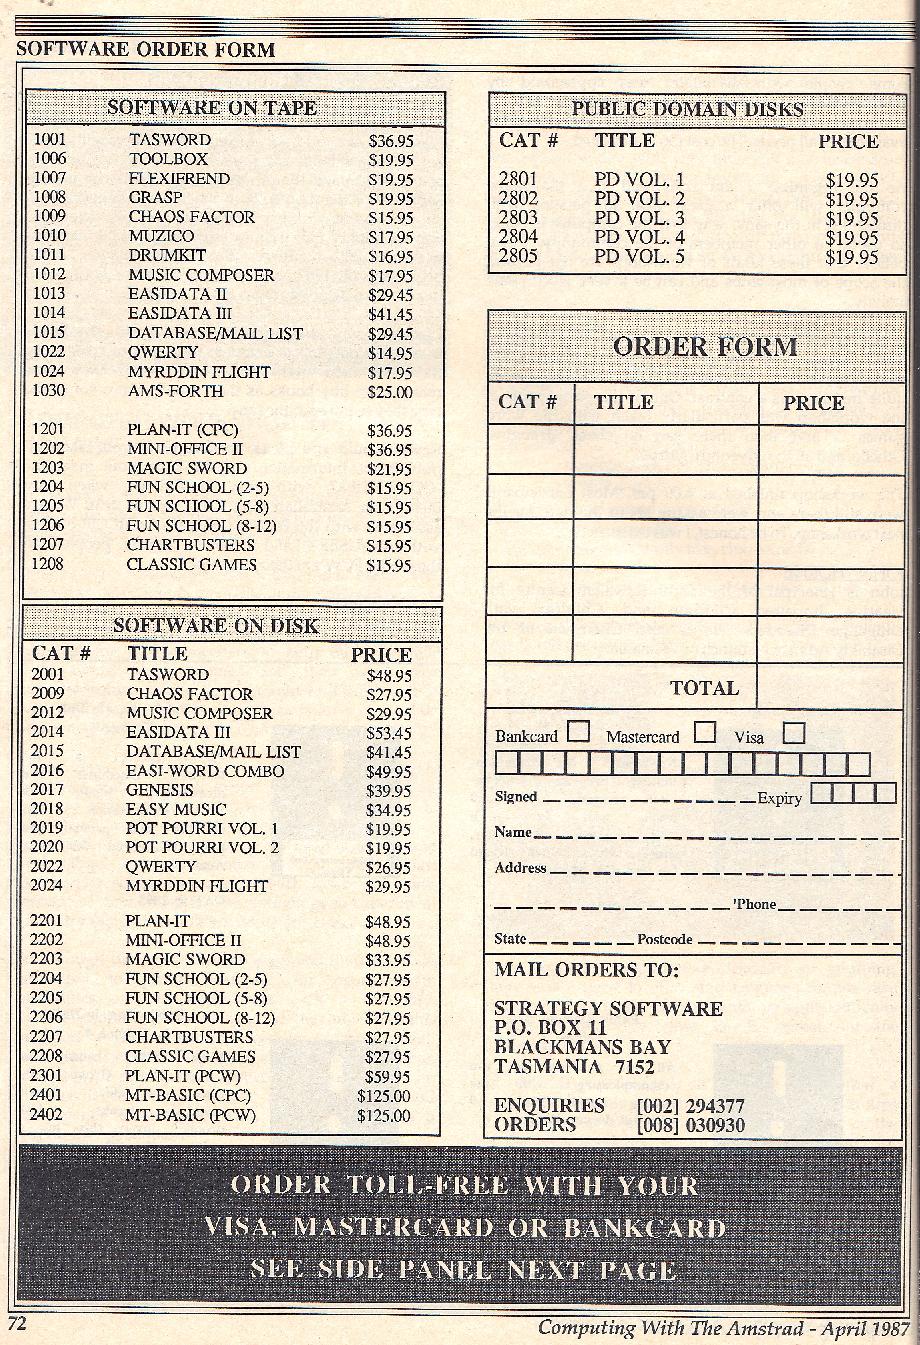 SOFTWARE ORDER FORM
SOFTWARE ON TAPE
1001 TASWORD $36.95
1006 TOOLBOX $19.95
1007 FLEXIFREND $19.95
1008 GRASP $19.95
1009 CHAOS FACTOR $15.95
1010 MUZICO $17.95
1011 DRUMKIT $16.95
1012 MUSIC COMPOSER $17.95
1013 EASIDATA II $29.45
1014 EASIDATA III $41.45
1015 DATABASE/MAIL LIST $29.45
1022 QWERTY $14.95
1024 MYRDDIN FLIGHT $17.95
1030 AMS-FORTH $25.00
1201 PLAN-IT (CPC) $36.95
1202 MINI-OFFICE II $36.95
1203 MAGIC SWORD $21.95
1204 FUN SCHOOL (2-5) $15.95
1205 FUN SCHOOL (5-8) $15.95
1206 FUN SCHOOL (8-12) $15.95
1207 CHARTBUSTERS $15.95
1208 CLASSIC GAMES $15.95
SOFTWARE ON DISK
CAT # TITLE PRICE
2001 TASWORD $48.95
2009 CHAOS FACTOR $27.95
2012 MUSIC COMPOSER $29.95
2014 EASIDATA III $53.45
2015 DATABASE/MAIL LIST $41.45
2016 EASI-WORD COMBO $49.95
2017 GENESIS $39.95
2018 EASY MUSIC $34.95
2019 POT POURRI VOL. 1 $19.95
2020 POT POURRI VOL. 2 $19.95
2022 QWERTY $26.95
2024 MYRDDIN FLIGHT $29.95
2201 PLAN-IT $48.95
2202 MINI-OFFICE II $48.95
2203 MAGIC SWORD $33.95
2204 FUN SCHOOL (2-5) $27.95
2205 FUN SCHOOL (5-8) $27.95
2206 FUN SCHOOL (8-12) $27.95
2207 CHARTBUSTERS $27.95
2208 CLASSIC GAMES $27.95
2301 PLAN-IT (PCW) $59.95
2401 MT-BASIC (CPC) $125.00
2402 MT-BASIC (PCW) $125.00
PUBLIC DOMAIN DISKS
CAT # TITLE PRICE
2801 PD VOL. 1 $19.95
2802 PD VOL. 2 $19.95
2803 PD VOL. 3 $19.95
2804 PD VOL. 4 $19.95
2805 PD VOL. 5 $19.95
ORDER FORM
CAT # TITLE PRICE
TOTAL
Bankcard Mastercard Visa
Signed Expiry
Name
Address
'Phone
State Postcode
MAIL ORDERS TO:
STRATEGY SOFTWARE
P.O. BOX 11
BLACKMANS BAY
TASMANIA 7152
ENQUIRIES [002] 294377
ORDERS [008] 030930
ORDER TOLL-FREE WITH YOUR
VISA, MASTERCARD OR BANKCARD
SEE SIDE PANEL NEXT PAGE
72
Computing With The Amstrad - April 1987